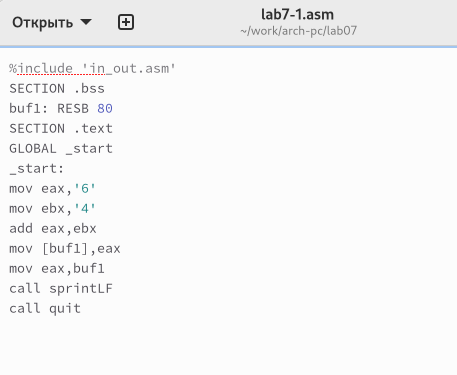 Открыть
lab7-1.asm
~/work/arch-pc/lab07
%include 'in_out.asm'
SECTION .bss
buf1: RESB 80
SECTION .text
GLOBAL _start
_start:
mov eax,'6'
mov ebx,'4'
add eax,ebx
mov [buf1],eax
mov eax,buf1
call sprintLF
call quit